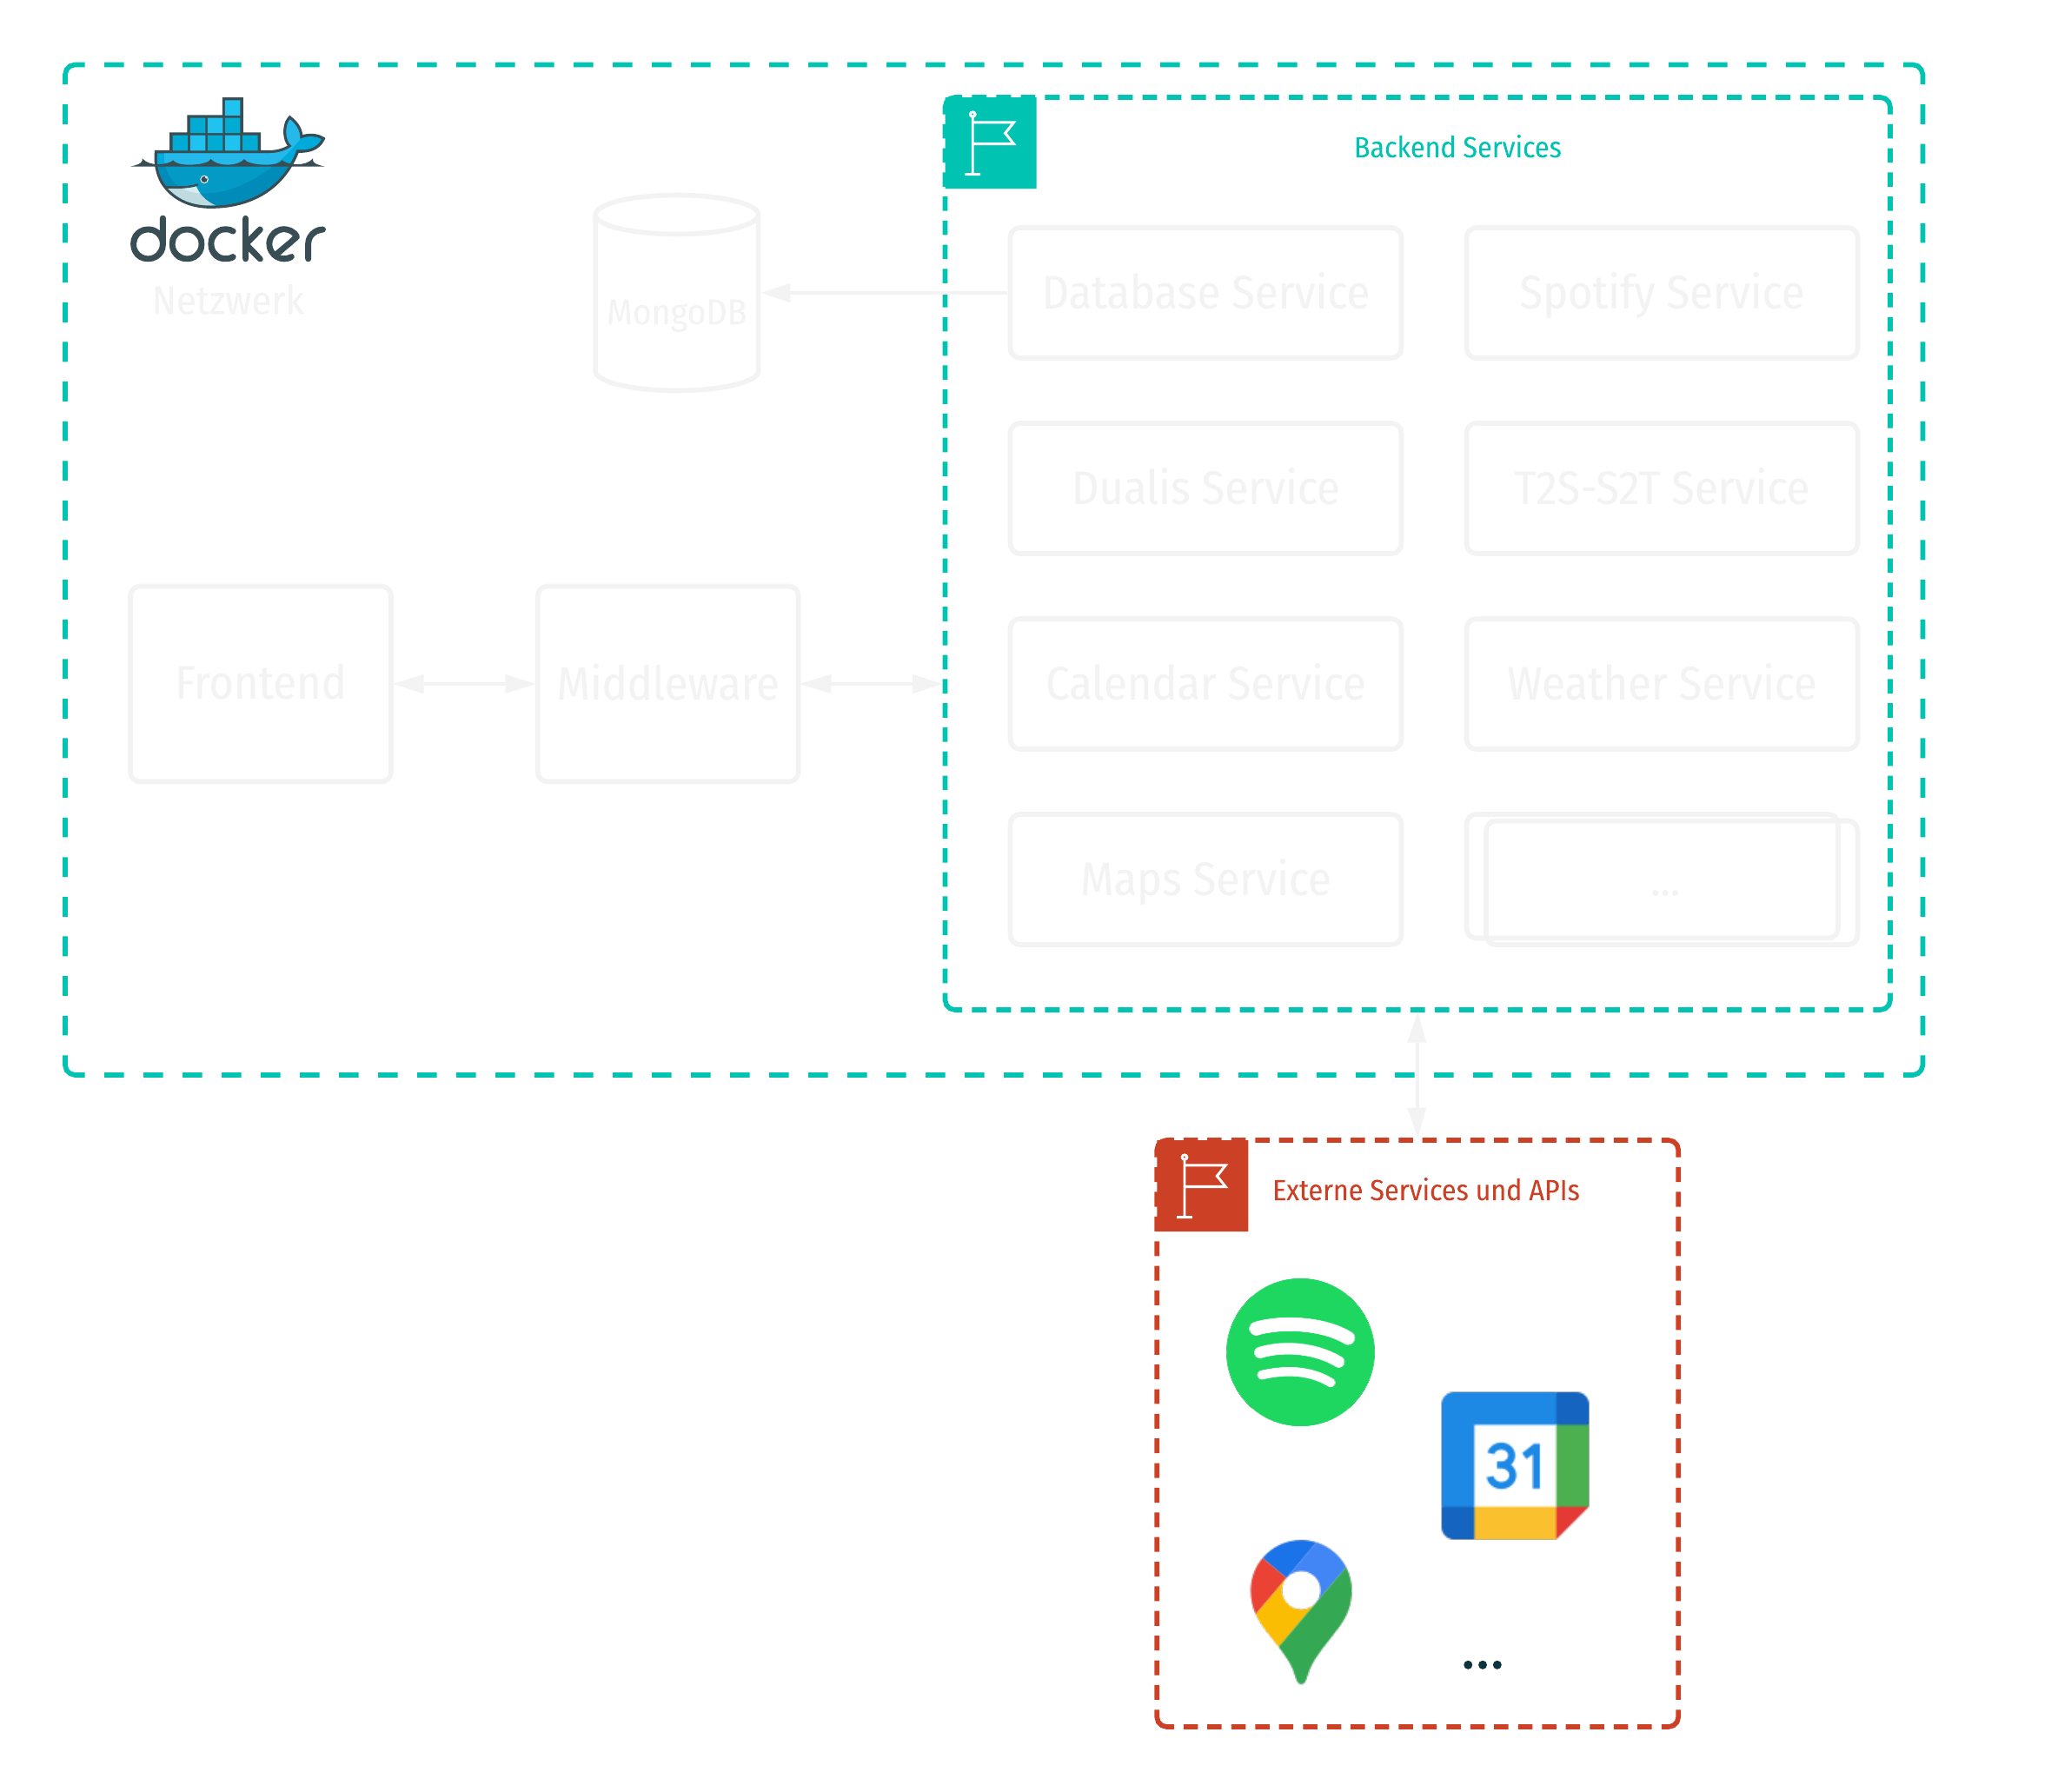 docker
Netzwerk
MongoDB
Backend Services
Database Service
Spotify Service
Dualis Service
T2S-S2T Service
Frontend
Middleware
Calendar Service
Weather Service
Maps Service
...
Externe Services und APIs
31
...